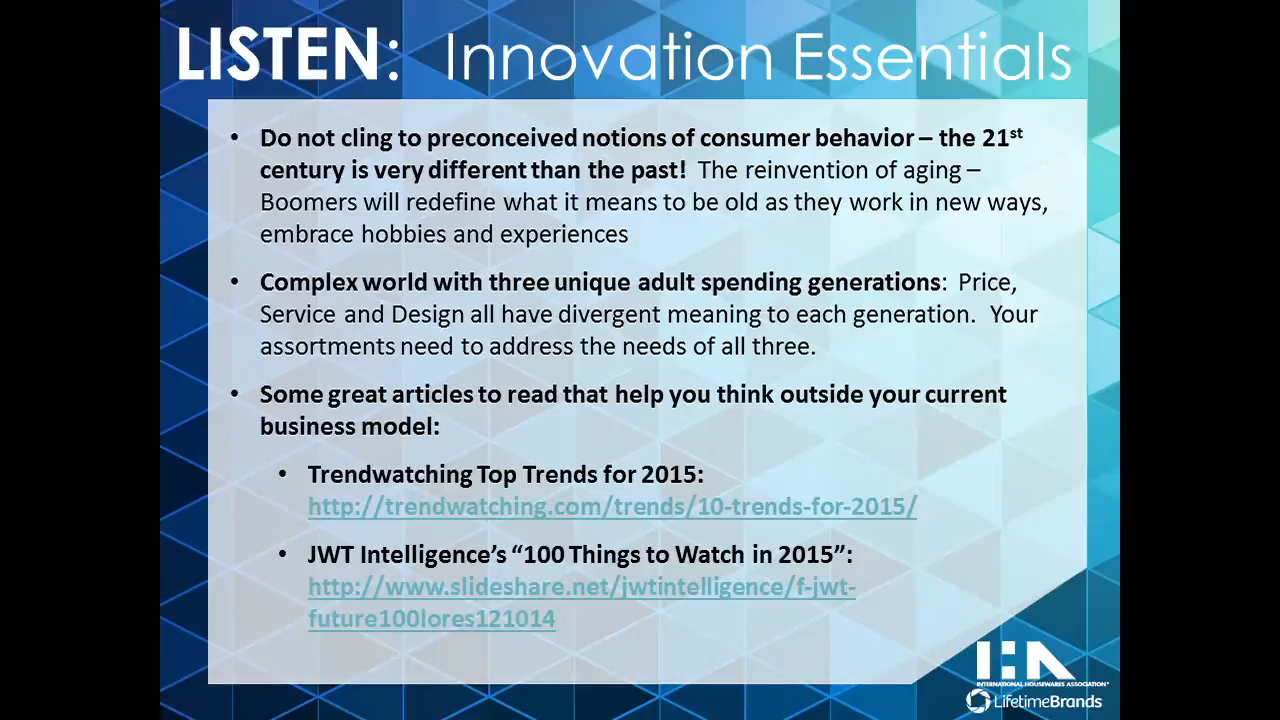 LISTEN: Innovation Essentials
• Do not cling to preconceived notions of consumer behavior – the 21st
century is very different than the past! The reinvention of aging –
Boomers will redefine what it means to be old as they work in new ways,
embrace hobbies and experiences
• Complex world with three unique adult spending generations: Price,
Service and Design all have divergent meaning to each generation. Your
assortments need to address the needs of all three.
• Some great articles to read that help you think outside your current
business model:
• Trendwatching Top Trends for 2015:
http://trendwatching.com/trends/10-trends-for-2015/
• JWT Intelligence’s “100 Things to Watch in 2015”:
http://www.slideshare.net/jwtintelligence/f-jwt-
future100lores121014
IHA
INTERNATIONAL HOUSEWARES ASSOCIATION
LifetimeBrands